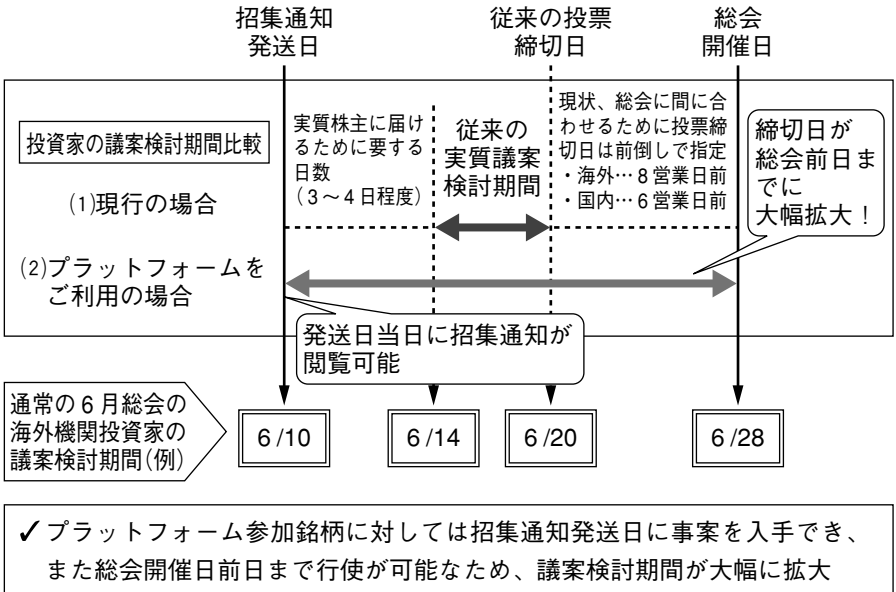 招集通知
発送日
従来の投票
締切日
総会
開催日
投資家の議案検討期間比較
(1)現行の場合
実質株主に届け
るために要する
日数
(3～4日程度)
従来の
実質議案
検討期間
現状、総会に間に合
わせるために投票締
切日は前倒しで指定
・海外…8営業日前
・国内…6営業日前
締切日が
総会前日ま
でに
大幅拡大！
(2)プラットフォームを
ご利用の場合
発送日当日に招集通知が
閲覧可能
通常の6月総会の
海外機関投資家の
議案検討期間(例)
6/10
6/14
6/20
6/28
✓プラットフォーム参加銘柄に対しては招集通知発送日に事案を入手でき、
また総会開催日前日まで行使が可能なため、議案検討期間が大幅に拡大